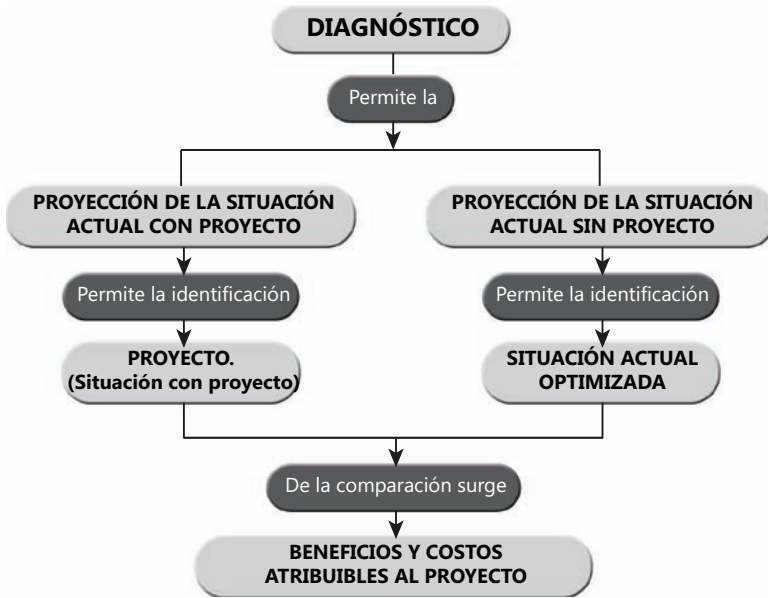 DIAGNÓSTICO
Permite la
PROYECCIÓN DE LA SITUACIÓN
ACTUAL CON PROYECTO
PROYECCIÓN DE LA SITUACIÓN
ACTUAL SIN PROYECTO
Permite la identificación
Permite la identificación
PROYECTO.
(Situación con proyecto)
SITUACIÓN ACTUAL
OPTIMIZADA
De la comparación surge
BENEFICIOS Y COSTOS
ATRIBUIBLES AL PROYECTO